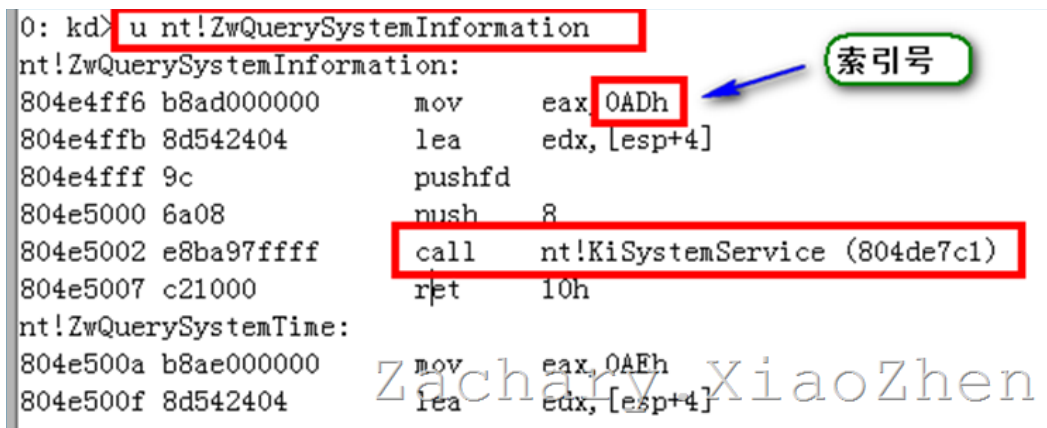 0: kd> u nt!ZwQuerySystemInformation
nt!ZwQuerySystemInformation:
索引号
804e4ff6 b8ad000000 mov eax,0ADh
804e4ffb 8d542404 lea edx,[esp+4]
804e4fff 9c pushfd
804e5000 6a08 push 8
804e5002 e8ba97ffff call nt!KiSystemService (804de7c1)
804e5007 c21000 ret 10h
nt!ZwQuerySystemTime:
804e500a b8ae000000 mov eax,0AEh
804e500f 8d542404 lea edx,[esp+4]
Zachary.XiaoZhen